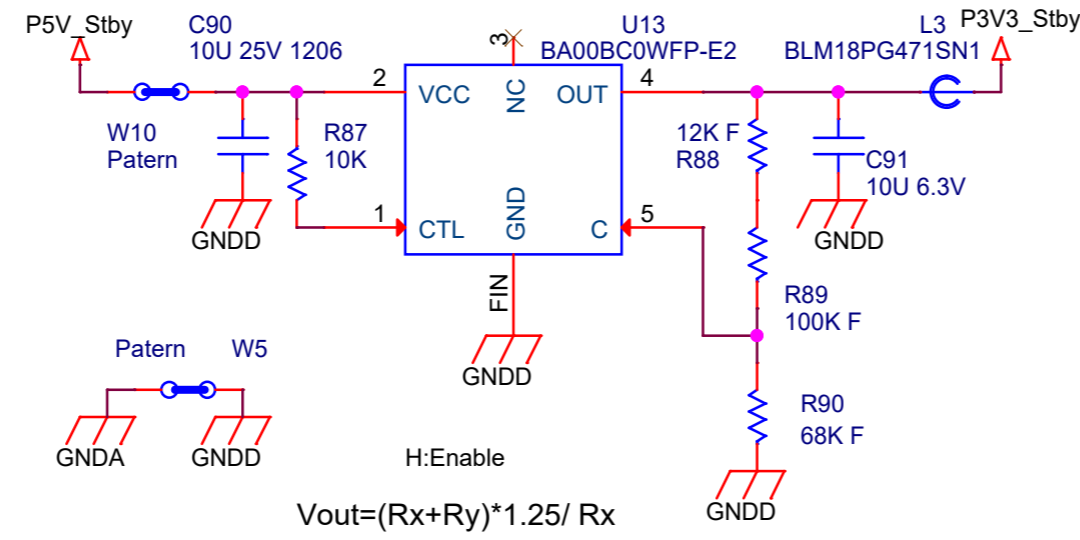 P5V_Stby
C90
10U 25V 1206
U13
BA00BC0WFP-E2
L3
BLM18PG471SN1
P3V3_Stby
3
2
VCC
NC
OUT
4
W10
Patern
R87
10K
12K F
R88
C91
10U 6.3V
1
CTL
GND
C
5
GNDD
GNDD
FIN
R89
100K F
Patern
W5
GNDD
R90
68K F
GNDA
GNDD
H:Enable
GNDD
Vout=(Rx+Ry)*1.25/ Rx